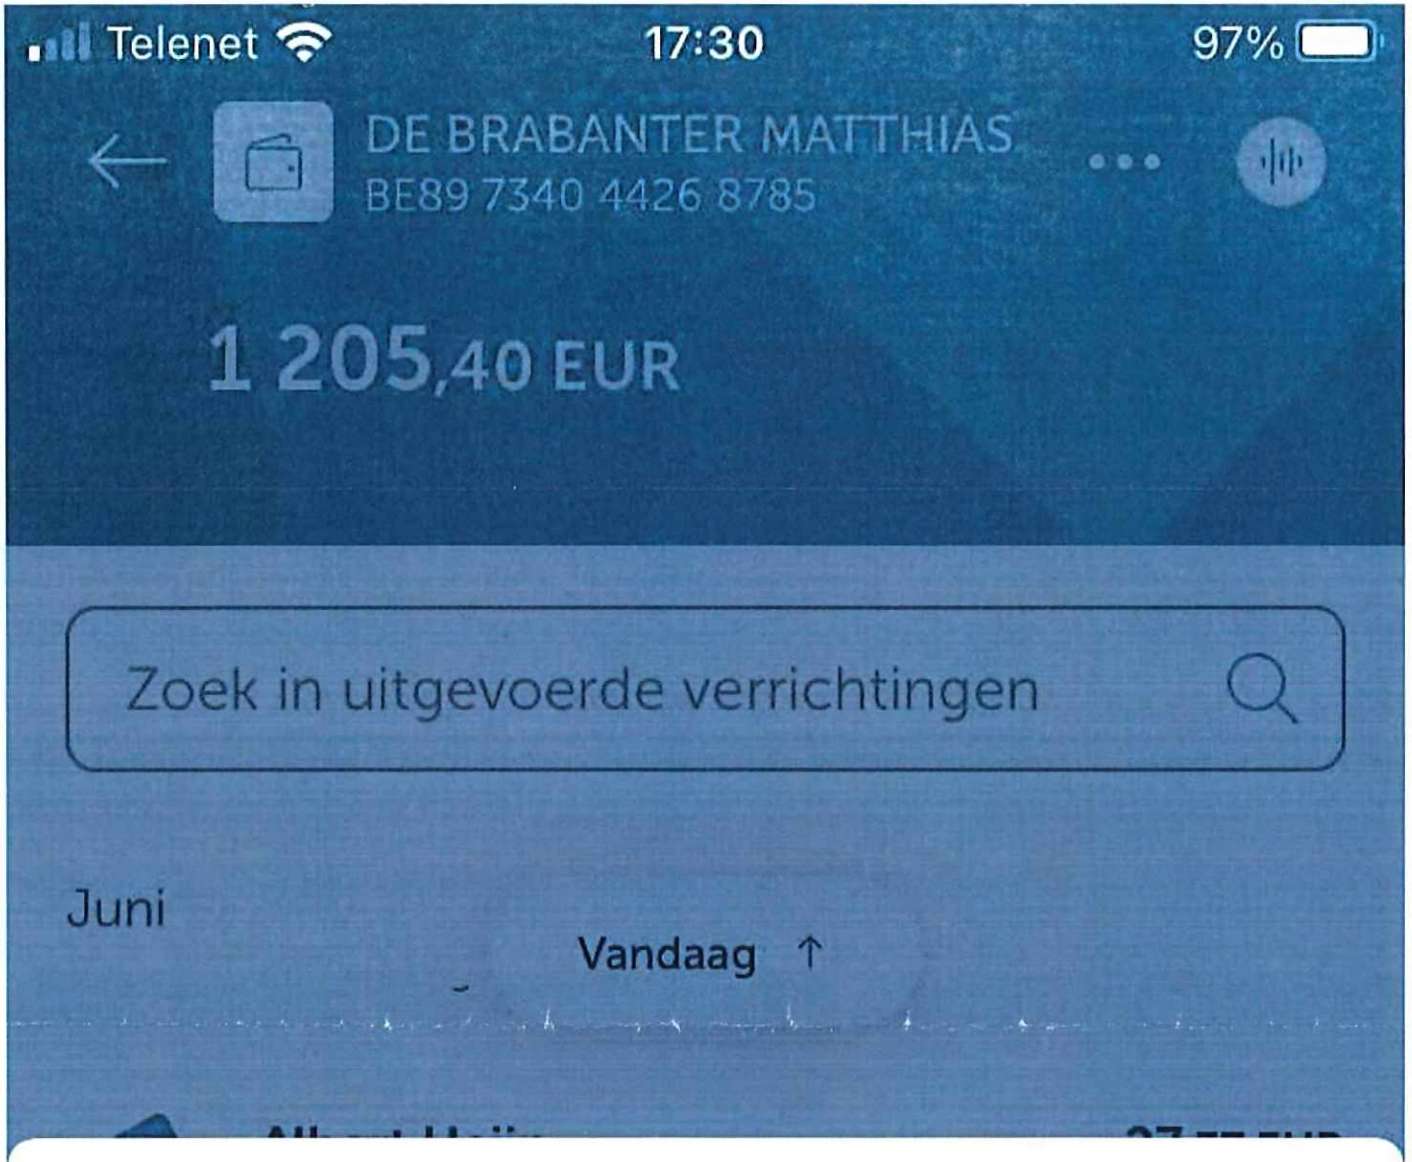 Telenet 17:30 97%
DE BRABANTER MATTHIAS
BE89 7340 4426 8785
1 205,40 EUR
Zoek in uitgevoerde verrichtingen
Juni
Vandaag ↑